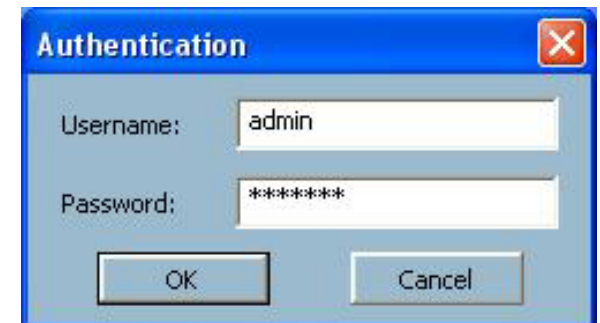 Authentication
Username: admin
Password: *******
OK Cancel